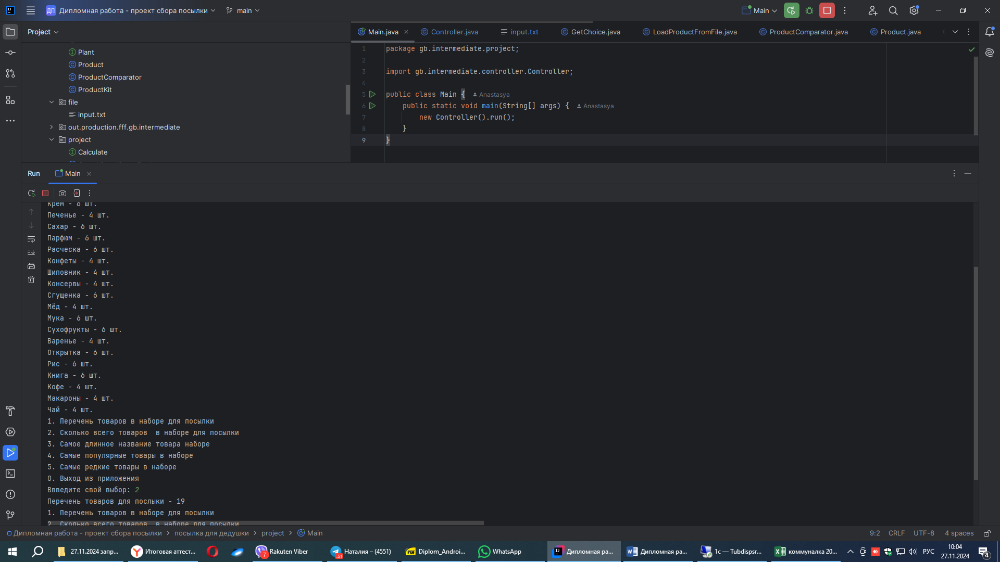 ДП Дипломная работа - проект сбора посылки main Main
Project
Main.java Controller.java input.txt GetChoice.java LoadProductFromFile.java ProductComparator.java Product.java
Plant
Product
ProductComparator
ProductKit
file
input.txt
out.production.fff.gb.intermediate
project
Calculate
1 package gb.intermediate.project;
2
3 import gb.intermediate.controller.Controller;
4
5 public class Main { Anastasya
6 public static void main(String[] args) { Anastasya
7 new Controller().run();
8 }
9 }
Run Main
Крем - 6 шт.
Печенье - 4 шт.
Сахар - 6 шт.
Парфюм - 6 шт.
Расческа - 6 шт.
Конфеты - 4 шт.
Шиповник - 4 шт.
Консервы - 4 шт.
Сгущенка - 6 шт.
Мёд - 4 шт.
Мука - 6 шт.
Сухофрукты - 6 шт.
Варенье - 4 шт.
Открытка - 6 шт.
Рис - 6 шт.
Книга - 6 шт.
Кофе - 4 шт.
Макароны - 4 шт.
Чай - 4 шт.
1. Перечень товаров в наборе для посылки
2. Сколько всего товаров  в наборе для посылки
3. Самое длинное название товара наборе
4. Самые популярные товары в наборе
5. Самые редкие товары в наборе
0. Выход из приложения
Ввведите свой выбор: 2
Перечень товаров для послыки - 19
1. Перечень товаров в наборе для посылки
2. Сколько всего товаров  в наборе для посылки
Дипломная работа - проект сбора посылки > посылка для дедушки > project > Main 9:2 CRLF UTF-8 4 spaces
27.11.2024 запр... Итоговая аттест... 7 Rakuten Viber ..51 Наталия – (4551) PDF Diplom_Androi... WhatsApp Дипломная ра... Дипломная ра... 1c — Tubdispsr... коммуналка 20... РУС 10:04
27.11.2024 4